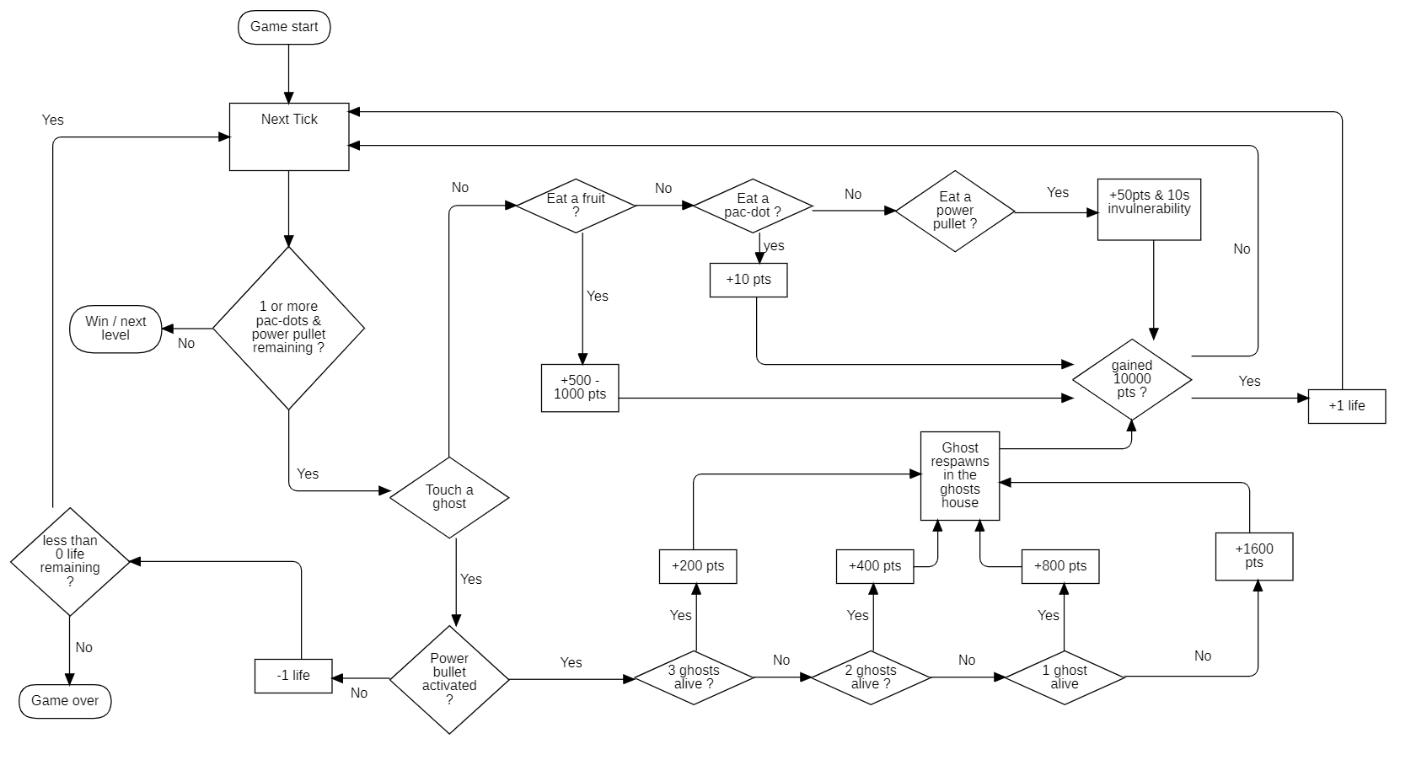 Game start
Next Tick
Yes
No
Eat a fruit
?
No
Eat a
pac-dot ?
No
Eat a
power
pullet ?
Yes
+50pts & 10s
invulnerability
yes
+10 pts
No
Yes
1 or more
pac-dots &
power pullet
remaining ?
Win / next
level
No
+500 -
1000 pts
gained
10000
pts ?
Yes
+1 life
Yes
Touch a
ghost
Ghost
respawns
in the
ghosts
house
less than
0 life
remaining
?
+200 pts
+400 pts
+800 pts
+1600
pts
Yes
Yes
Yes
Yes
No
-1 life
No
Power
bullet
activated
?
Yes
3 ghosts
alive ?
No
2 ghosts
alive ?
No
1 ghost
alive
No
Game over